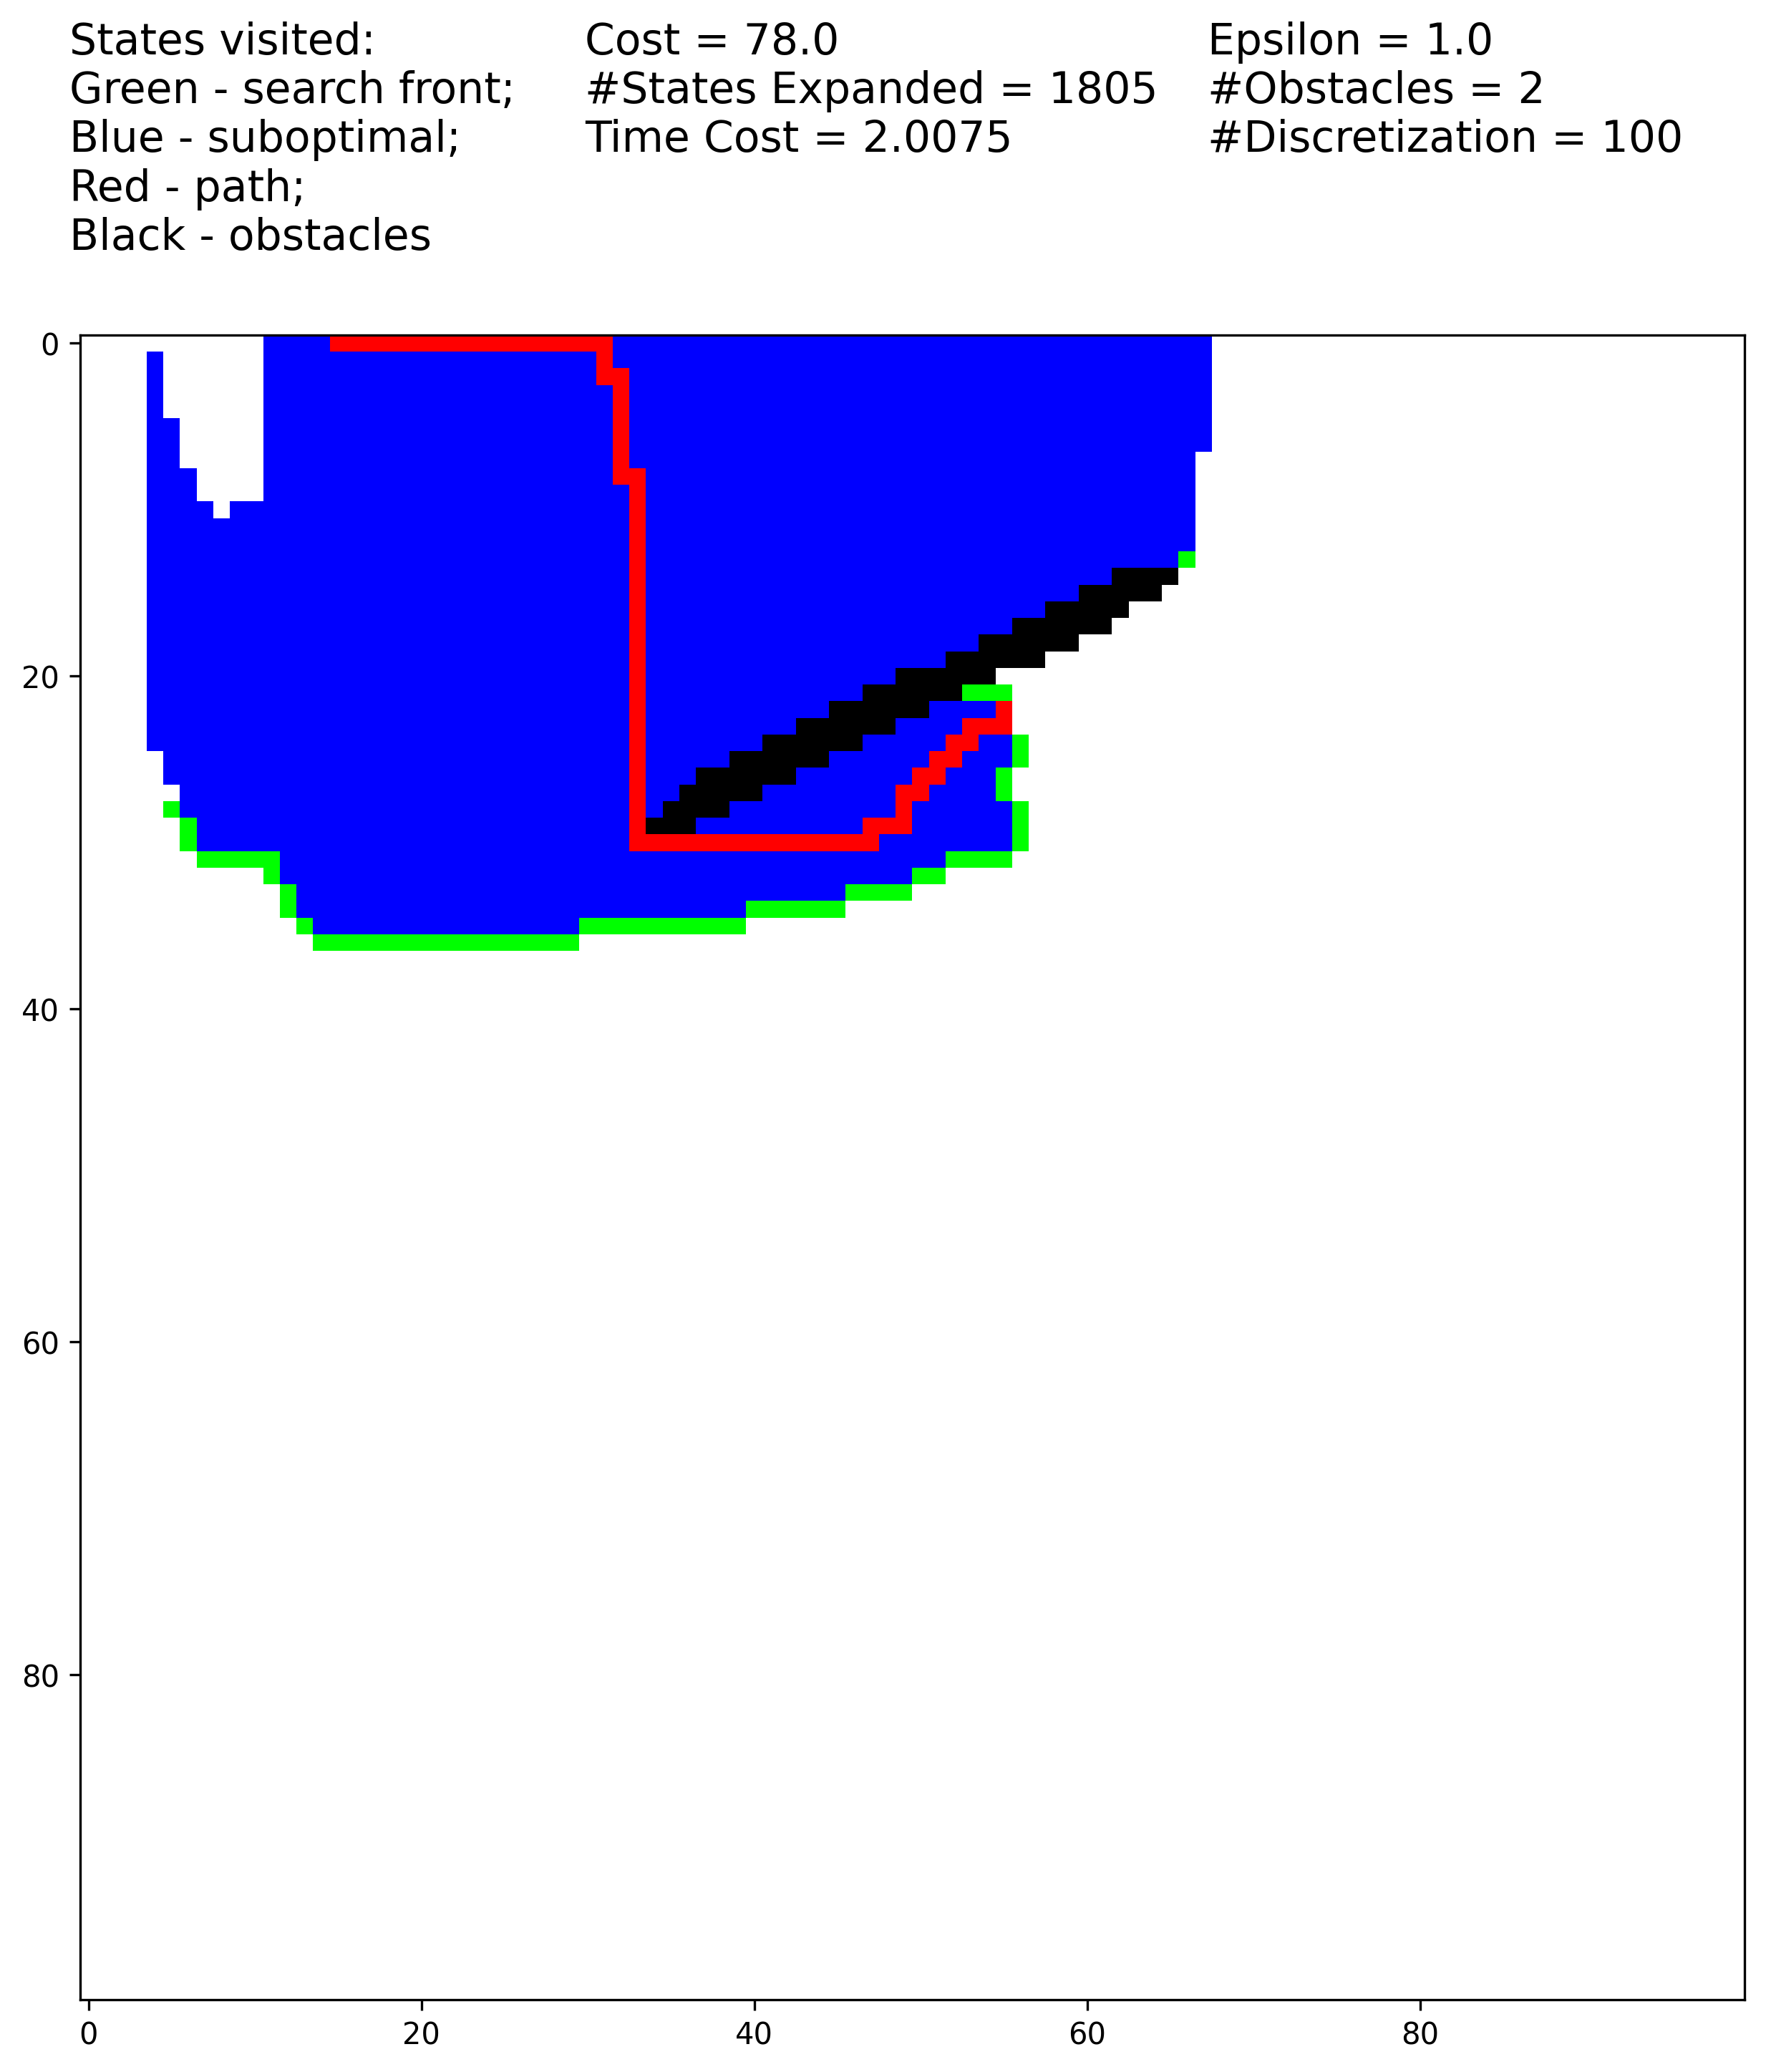 States visited:
Green - search front;
Blue - suboptimal;
Red - path;
Black - obstacles
Cost = 78.0
#States Expanded = 1805
Time Cost = 2.0075
Epsilon = 1.0
#Obstacles = 2
#Discretization = 100
0
20
40
60
80
0
20
40
60
80